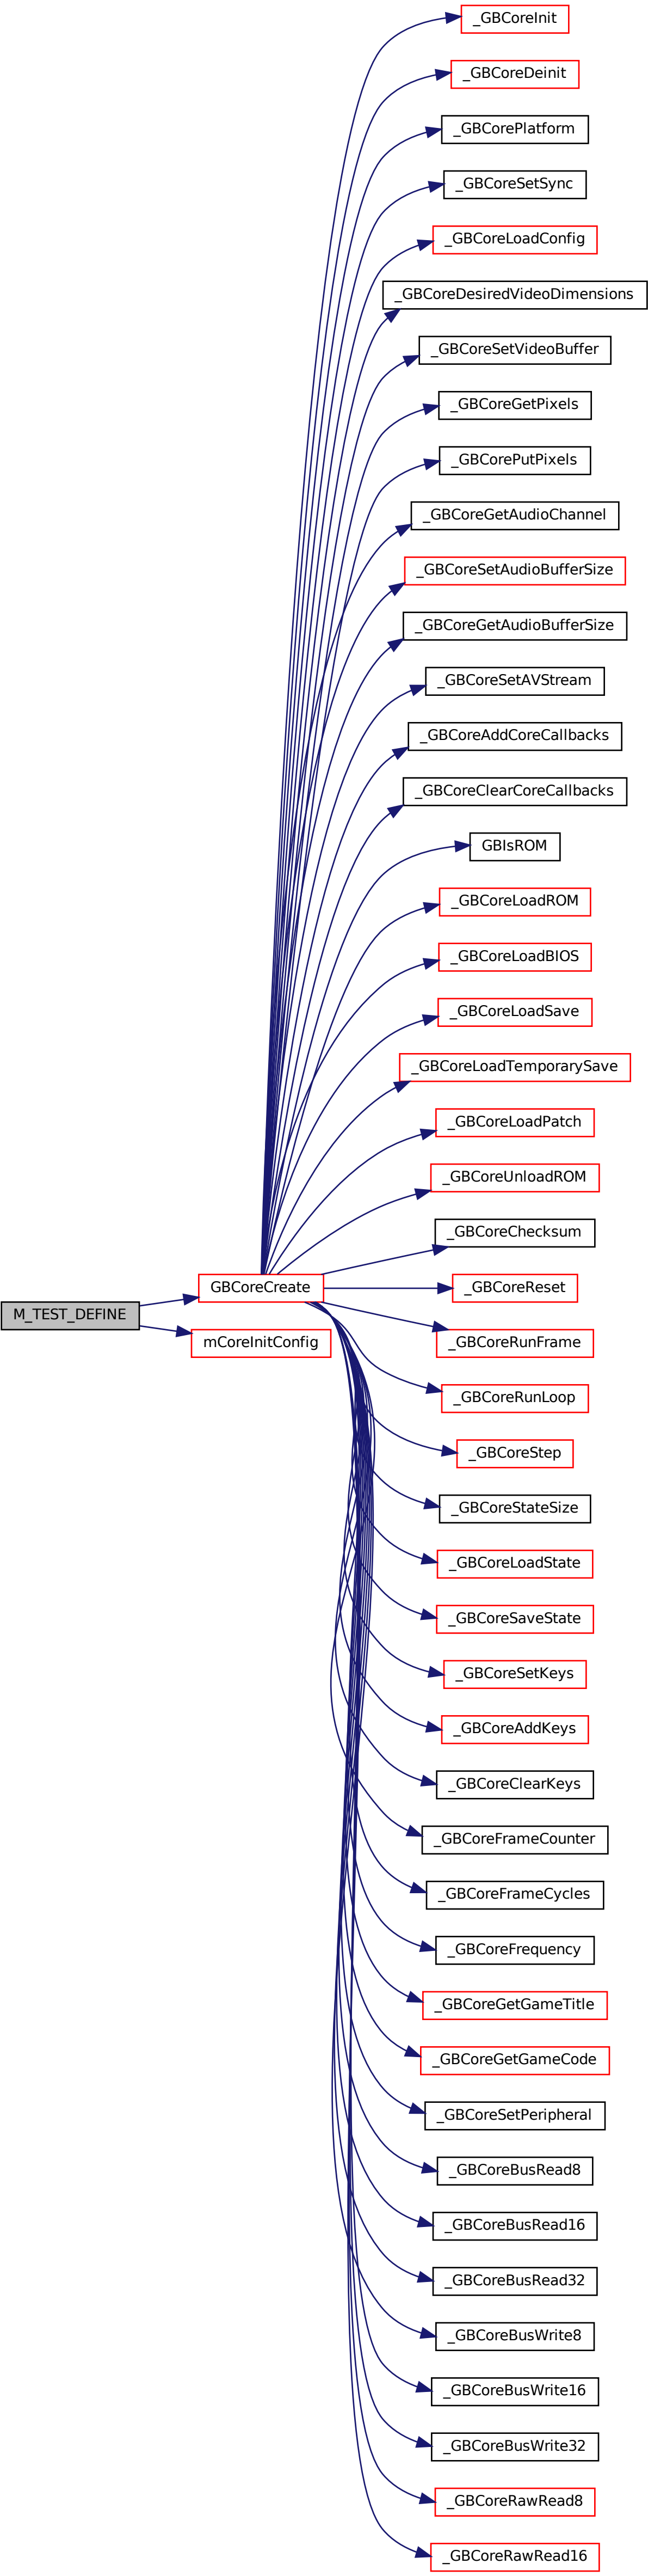 _GBCoreInit
_GBCoreDeinit
_GBCorePlatform
_GBCoreSetSync
_GBCoreLoadConfig
_GBCoreDesiredVideoDimensions
_GBCoreSetVideoBuffer
_GBCoreGetPixels
_GBCorePutPixels
_GBCoreGetAudioChannel
_GBCoreSetAudioBufferSize
_GBCoreGetAudioBufferSize
_GBCoreSetAVStream
_GBCoreAddCoreCallbacks
_GBCoreClearCoreCallbacks
GBIsROM
_GBCoreLoadROM
_GBCoreLoadBIOS
_GBCoreLoadSave
_GBCoreLoadTemporarySave
_GBCoreLoadPatch
_GBCoreUnloadROM
_GBCoreChecksum
GBCoreCreate
_GBCoreReset
M_TEST_DEFINE
mCoreInitConfig
_GBCoreRunFrame
_GBCoreRunLoop
_GBCoreStep
_GBCoreStateSize
_GBCoreLoadState
_GBCoreSaveState
_GBCoreSetKeys
_GBCoreAddKeys
_GBCoreClearKeys
_GBCoreFrameCounter
_GBCoreFrameCycles
_GBCoreFrequency
_GBCoreGetGameTitle
_GBCoreGetGameCode
_GBCoreSetPeripheral
_GBCoreBusRead8
_GBCoreBusRead16
_GBCoreBusRead32
_GBCoreBusWrite8
_GBCoreBusWrite16
_GBCoreBusWrite32
_GBCoreRawRead8
_GBCoreRawRead16